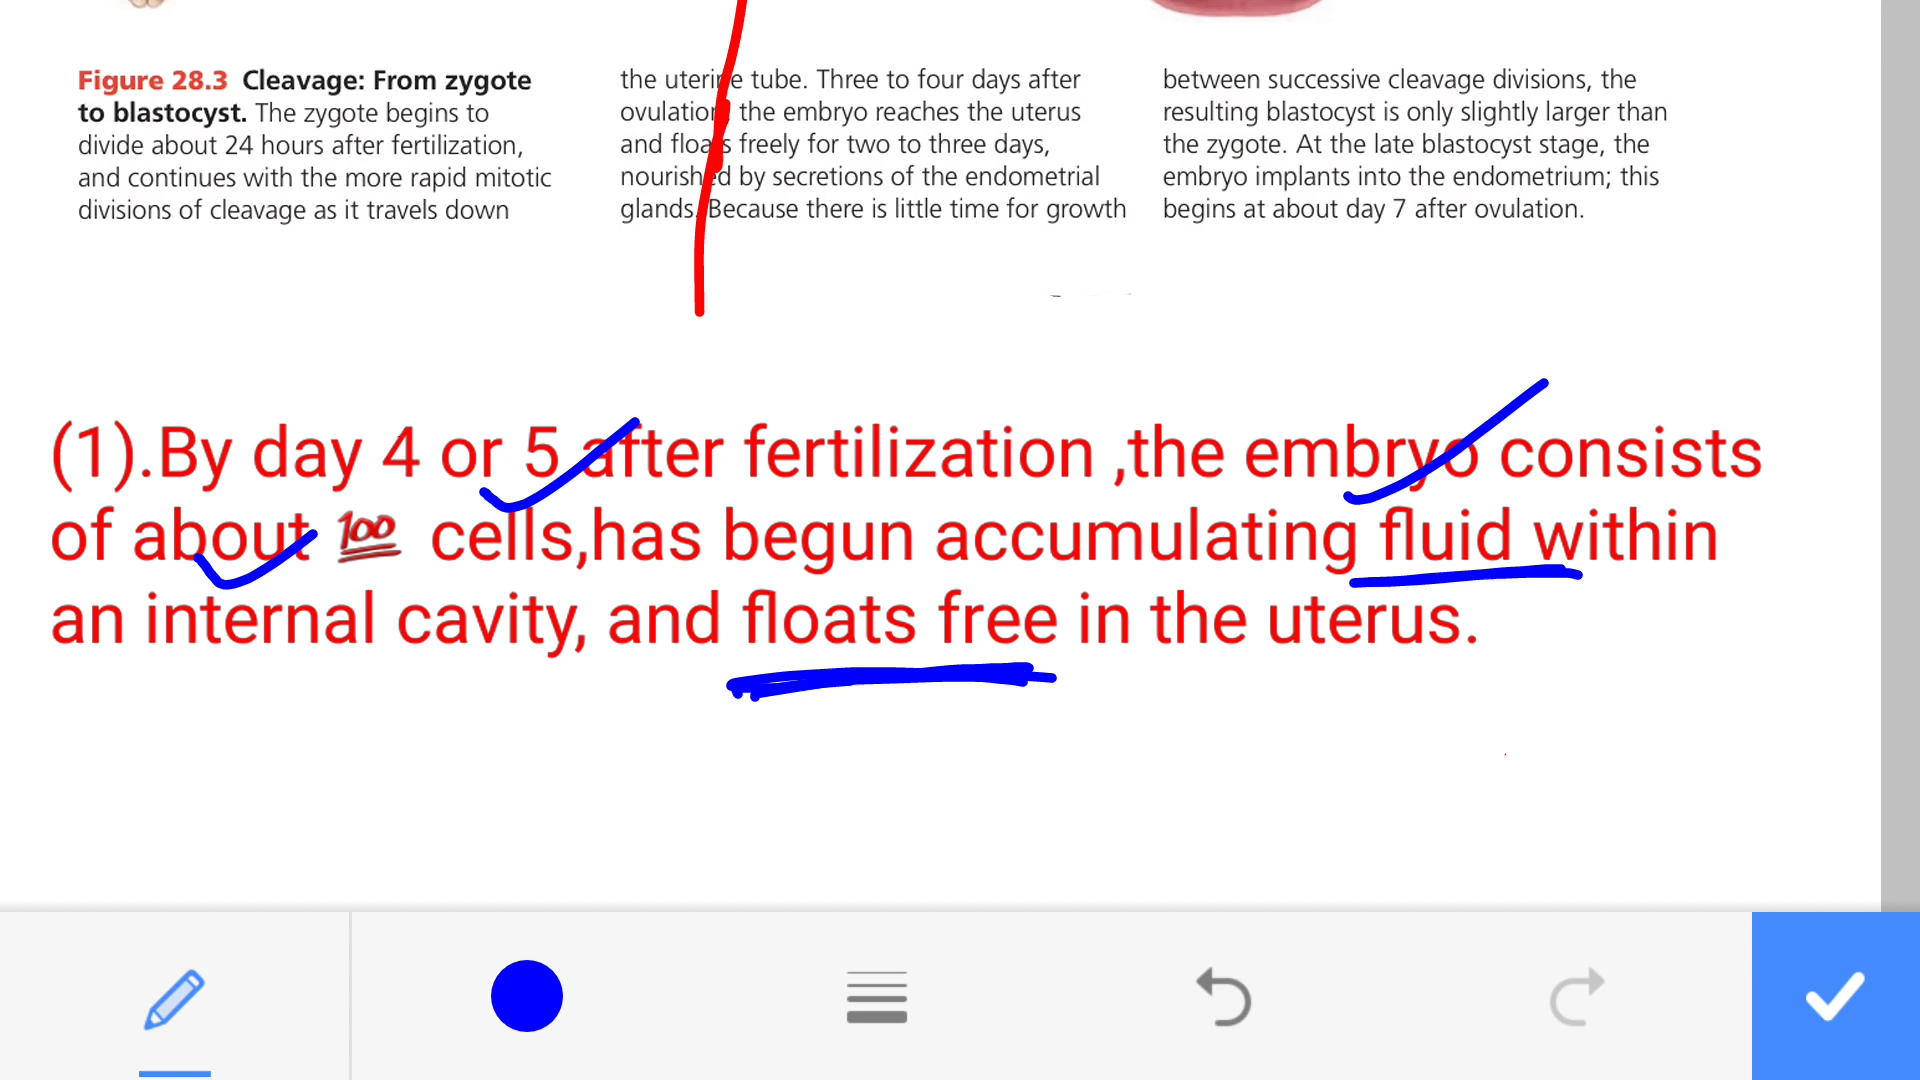 Figure 28.3 Cleavage: From zygote
to blastocyst. The zygote begins to
divide about 24 hours after fertilization,
and continues with the more rapid mitotic
divisions of cleavage as it travels down
the uterine tube. Three to four days after
ovulation, the embryo reaches the uterus
and floats freely for two to three days,
nourished by secretions of the endometrial
glands. Because there is little time for growth
between successive cleavage divisions, the
resulting blastocyst is only slightly larger than
the zygote. At the late blastocyst stage, the
embryo implants into the endometrium; this
begins at about day 7 after ovulation.
(1).By day 4 or 5 after fertilization ,the embryo consists
of about 💯 cells,has begun accumulating fluid within
an internal cavity, and floats free in the uterus.